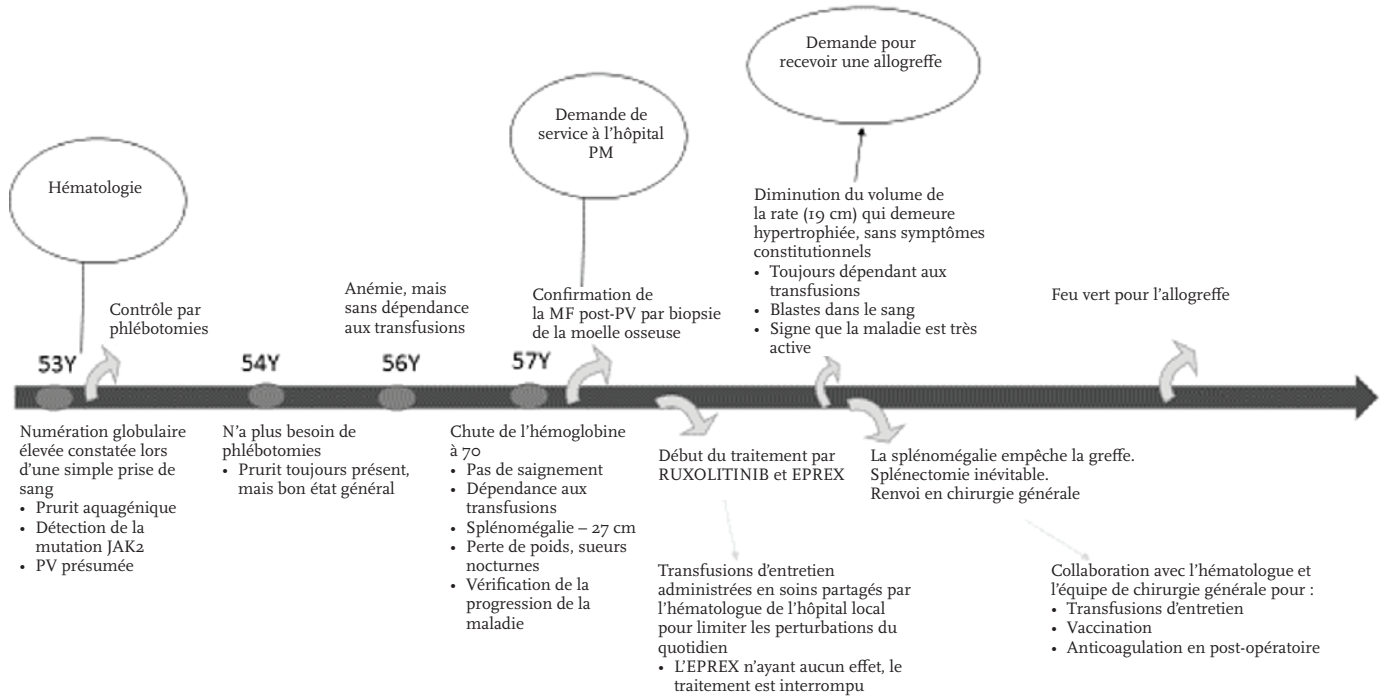 Hématologie
Demande de
service à l’hôpital
PM
Demande pour
recevoir une allogreffe
Contrôle par
phlébotomies
Anémie, mais
sans dépendance
aux transfusions
Confirmation de
la MF post-PV par biopsie
de la moelle osseuse
Diminution du volume de
la rate (19 cm) qui demeure
hypertrophiée, sans symptômes
constitutionnels
• Toujours dépendant aux
transfusions
• Blastes dans le sang
• Signe que la maladie est très
active
Feu vert pour l’allogreffe
53Y
54Y
56Y
57Y
Numération globulaire
élevée constatée lors
d’une simple prise de
sang
• Prurit aquagénique
• Détection de la
mutation JAK2
• PV présumée
N’a plus besoin de
phlébotomies
• Prurit toujours présent,
mais bon état général
Chute de l’hémoglobine
à 70
• Pas de saignement
• Dépendance aux
transfusions
• Splénomégalie – 27 cm
• Perte de poids, sueurs
nocturnes
• Vérification de la
progression de la
maladie
Début du traitement par
RUXOLITINIB et EPREX
Transfusions d’entretien
administrées en soins partagés par
l’hématologue de l’hôpital local
pour limiter les perturbations du
quotidien
• L’EPREX n’ayant aucun effet, le
traitement est interrompu
La splénomégalie empêche la greffe.
Splénectomie inévitable.
Renvoi en chirurgie générale
Collaboration avec l’hématologue et
l’équipe de chirurgie générale pour :
• Transfusions d’entretien
• Vaccination
• Anticoagulation en post-opératoire